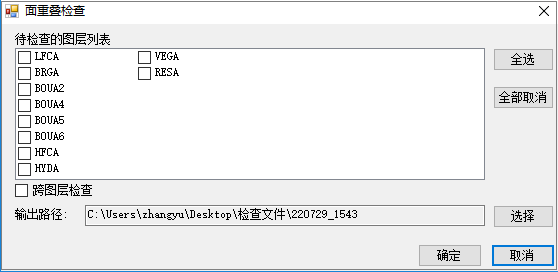 面重叠检查
待检查的图层列表
LFCA VEGA
BRGA RESA
BOUA2
BOUA4
BOUA5
BOUA6
HFCA
HYDA
全选
全部取消
跨图层检查
输出路径: C:\Users\zhangyu\Desktop\检查文件\220729_1543 选择
确定 取消